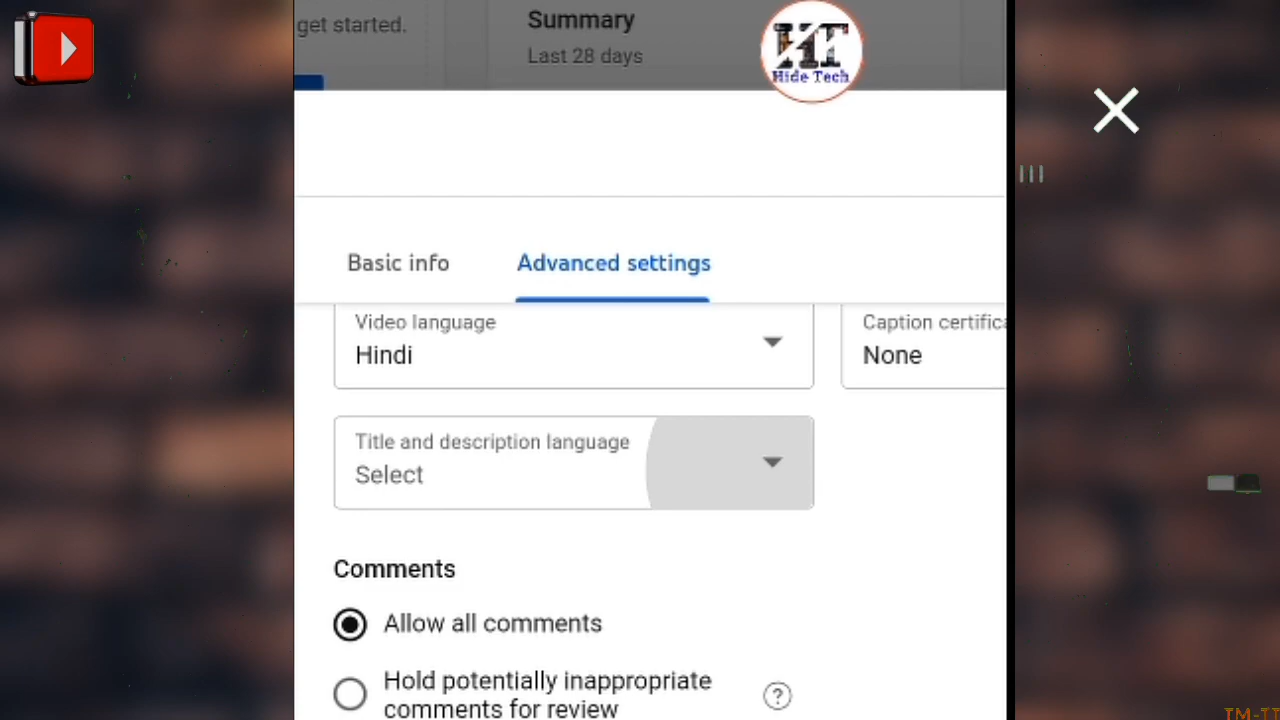 get started.
Summary
Last 28 days
HT
Hide Tech
Basic info
Advanced settings
Video language
Hindi
Caption certifica
None
Title and description language
Select
Comments
Allow all comments
Hold potentially inappropriate
comments for review
?